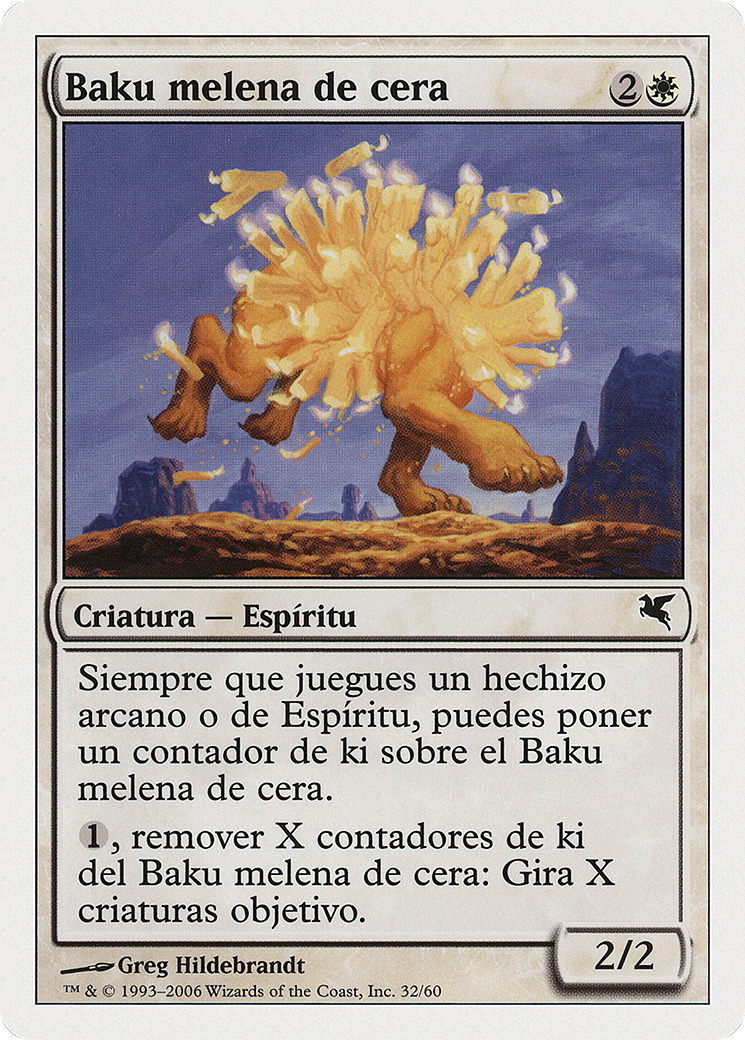 Baku melena de cera
2
Criatura — Espíritu
Siempre que juegues un hechizo
arcano o de Espíritu, puedes poner
un contador de ki sobre el Baku
melena de cera.
1, remover X contadores de ki
del Baku melena de cera: Gira X
criaturas objetivo.
2/2
Greg Hildebrandt
™ & © 1993–2006 Wizards of the Coast, Inc. 32/60